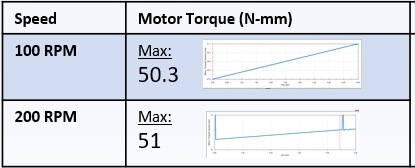 Speed
Motor Torque (N-mm)
100 RPM
Max:
50.3
200 RPM
Max:
51